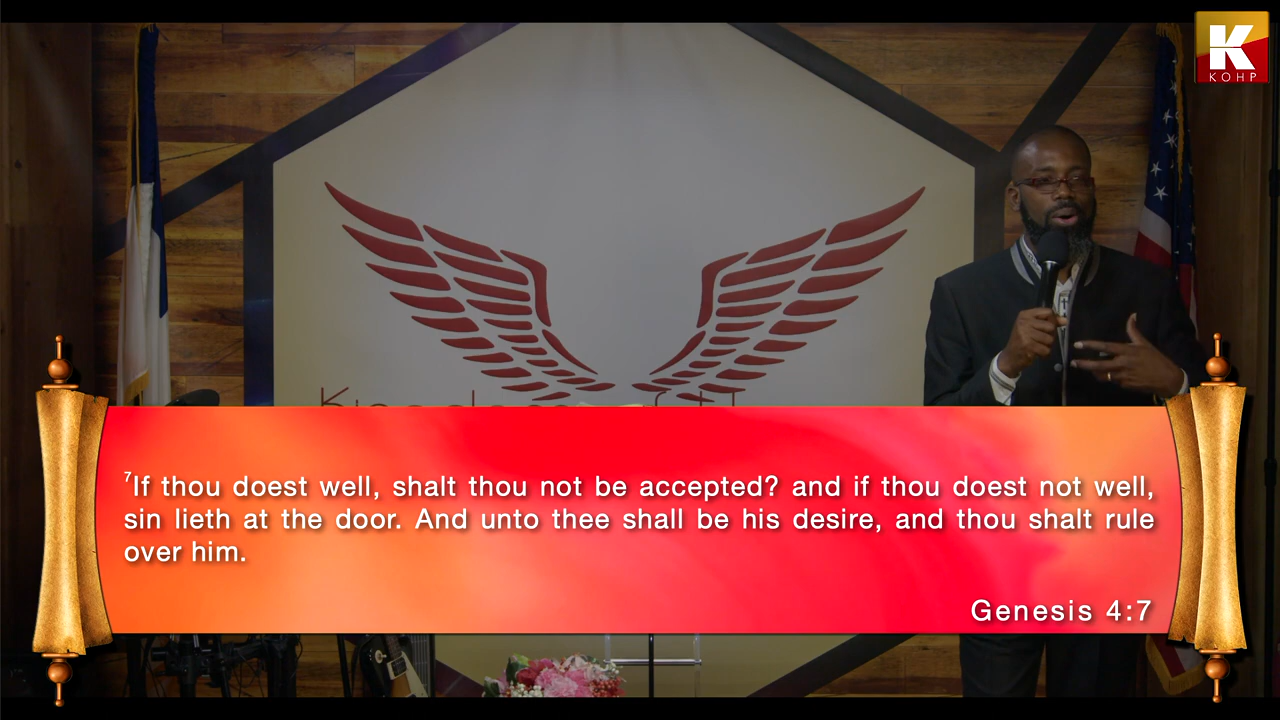 K
KOHP
⁷If thou doest well, shalt thou not be accepted? and if thou doest not well,
sin lieth at the door. And unto thee shall be his desire, and thou shalt rule
over him.
Genesis 4:7